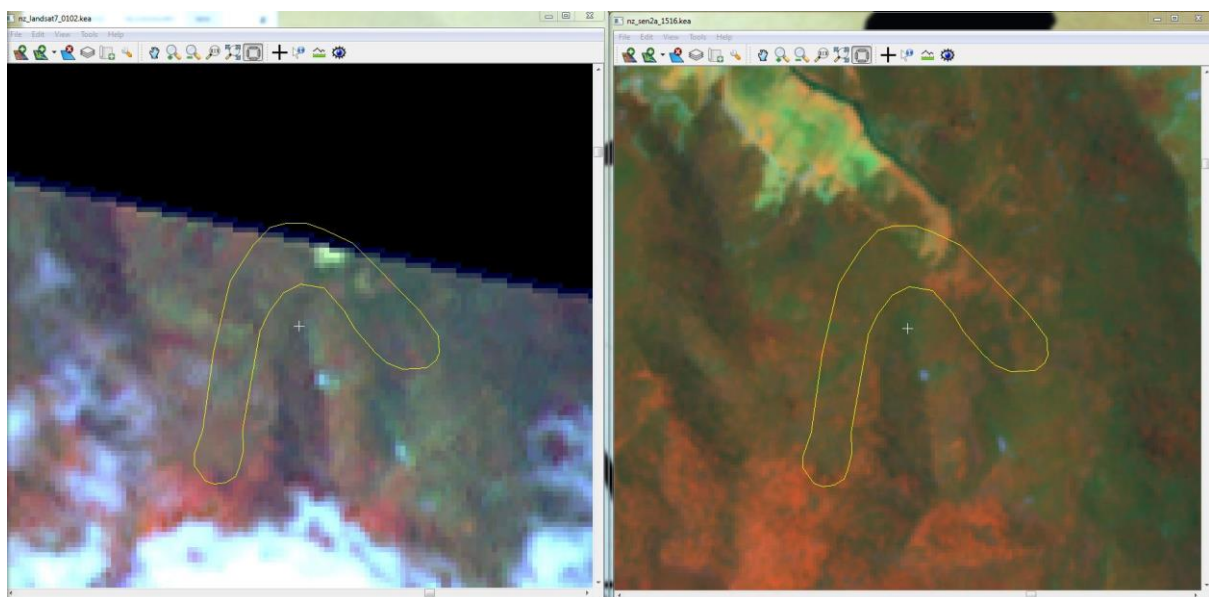 nz_landsat7_0102.kea
File Edit View Tools Help
nz_sen2a_1516.kea
File Edit View Tools Help